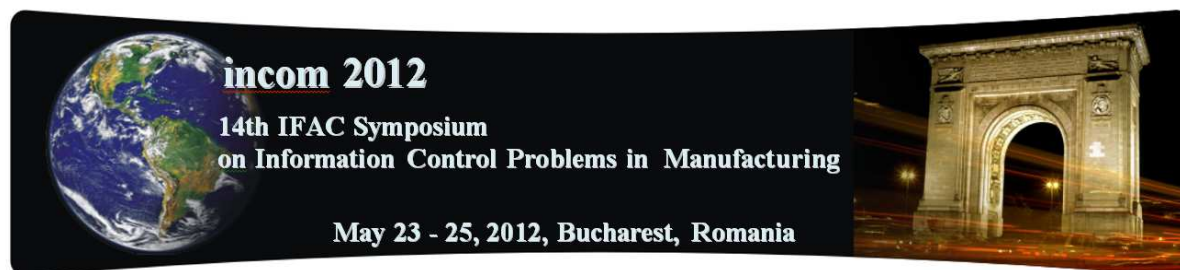 incom 2012
14th IFAC Symposium
on Information Control Problems in Manufacturing
May 23 - 25, 2012, Bucharest, Romania